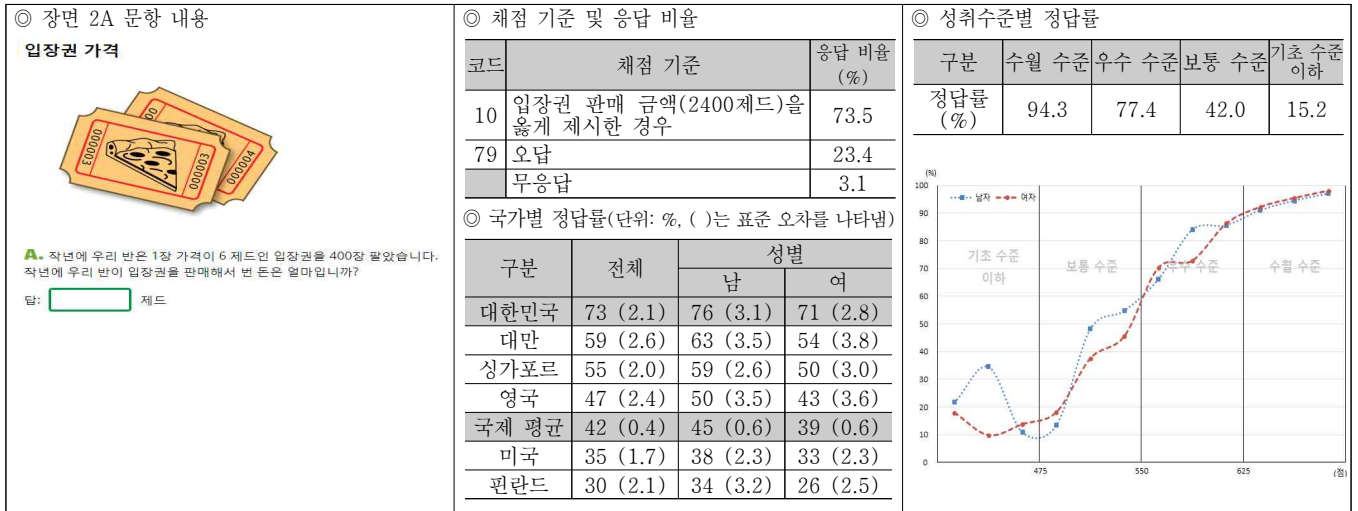 ◎ 장면 2A 문항 내용
입장권 가격
E00000
000003
000004
A. 작년에 우리 반은 1장 가격이 6 제드인 입장권을 400장 팔았습니다.
작년에 우리 반이 입장권을 판매해서 번 돈은 얼마입니까?
답: 제드
◎ 채점 기준 및 응답 비율
코드 채점 기준 응답 비율
(%)
10 입장권 판매 금액(2400제드)을
옳게 제시한 경우 73.5
79 오답 23.4
무응답 3.1
◎ 국가별 정답률(단위: %, ( )는 표준 오차를 나타냄)
구분 전체 성별
남 여
대한민국 73 (2.1) 76 (3.1) 71 (2.8)
대만 59 (2.6) 63 (3.5) 54 (3.8)
싱가포르 55 (2.0) 59 (2.6) 50 (3.0)
영국 47 (2.4) 50 (3.5) 43 (3.6)
국제 평균 42 (0.4) 45 (0.6) 39 (0.6)
미국 35 (1.7) 38 (2.3) 33 (2.3)
핀란드 30 (2.1) 34 (3.2) 26 (2.5)
◎ 성취수준별 정답률
구분 수월 수준 우수 수준 보통 수준 기초 수준
이하
정답률
(%) 94.3 77.4 42.0 15.2
(%)
100
남자 여자
90
80
기초 수준
이하
보통 수준
우수 수준
수월 수준
70
60
50
40
30
20
10
0
475 550 625 (점)